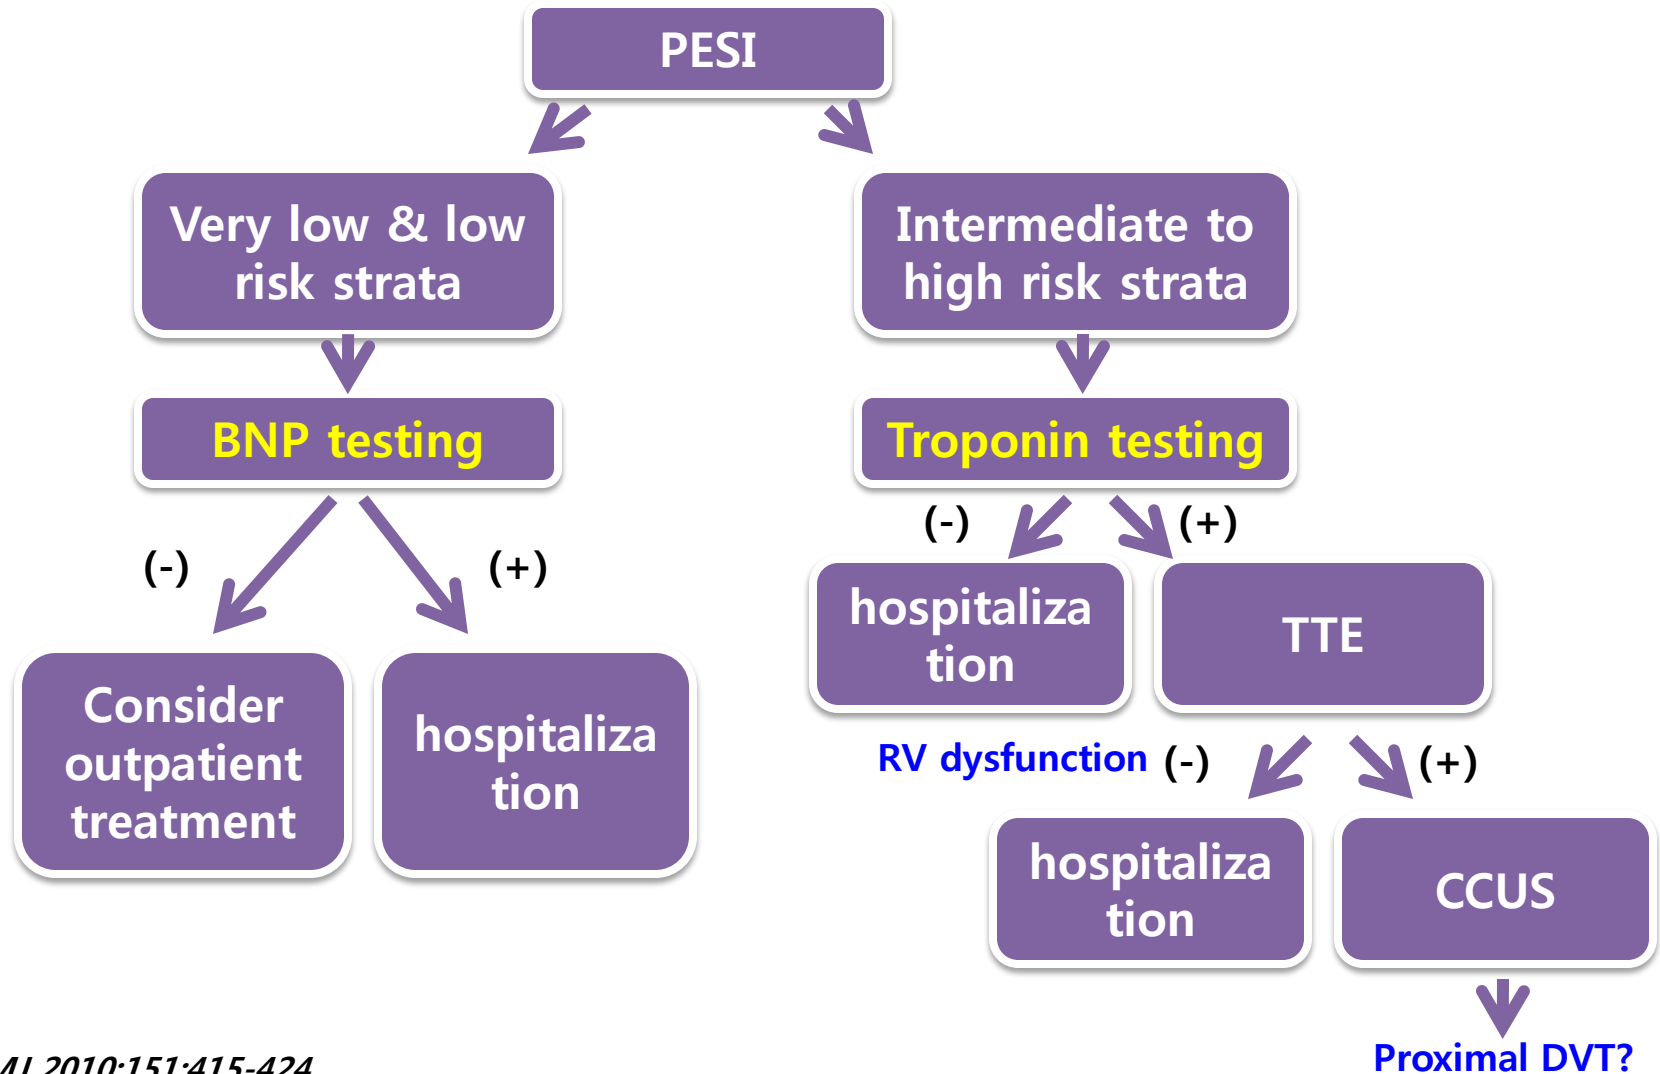 PESI
Very low & low
risk strata
Intermediate to
high risk strata
BNP testing
Troponin testing
(-)
(+)
(-)
(+)
hospitaliza
tion
TTE
Consider
outpatient
treatment
hospitaliza
tion
RV dysfunction (-)
(+)
hospitaliza
tion
CCUS
Proximal DVT?
2010;151:415-424